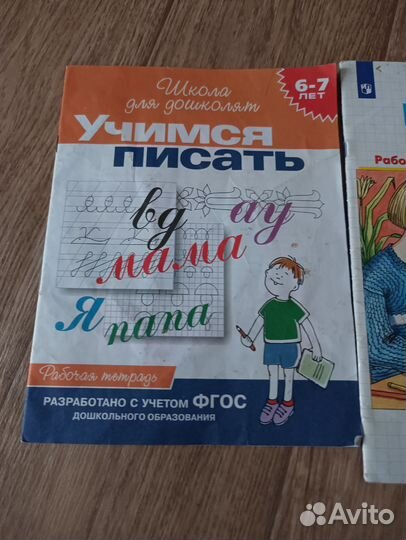 Школа
для дошколят
6-7
ЛЕТ
Учимся
писать
вд ау
мама
я папа
Рабочая тетрадь
РАЗРАБОТАНО С УЧЕТОМ ФГОС
ДОШКОЛЬНОГО ОБРАЗОВАНИЯ
Рабо
Avito